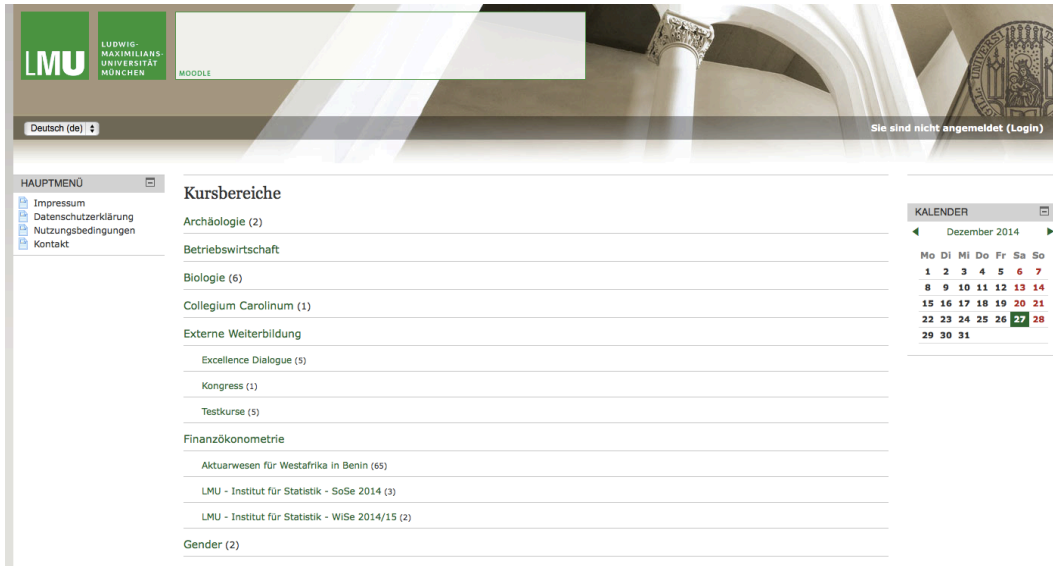 LMU
LUDWIG-
MAXIMILIANS-
UNIVERSITÄT
MÜNCHEN
MOODLE
Deutsch (de)
Sie sind nicht angemeldet (Login)
HAUPTMENÜ
Impressum
Datenschutzerklärung
Nutzungsbedingungen
Kontakt
Kursbereiche
Archäologie (2)
Betriebswirtschaft
Biologie (6)
Collegium Carolinum (1)
Externe Weiterbildung
Excellence Dialogue (5)
Kongress (1)
Testkurse (5)
Finanzökonometrie
Aktuarwesen für Westafrika in Benin (65)
LMU - Institut für Statistik - SoSe 2014 (3)
LMU - Institut für Statistik - WiSe 2014/15 (2)
Gender (2)
KALENDER
Dezember 2014
Mo Di Mi Do Fr Sa So
1 2 3 4 5 6 7
8 9 10 11 12 13 14
15 16 17 18 19 20 21
22 23 24 25 26 27 28
29 30 31